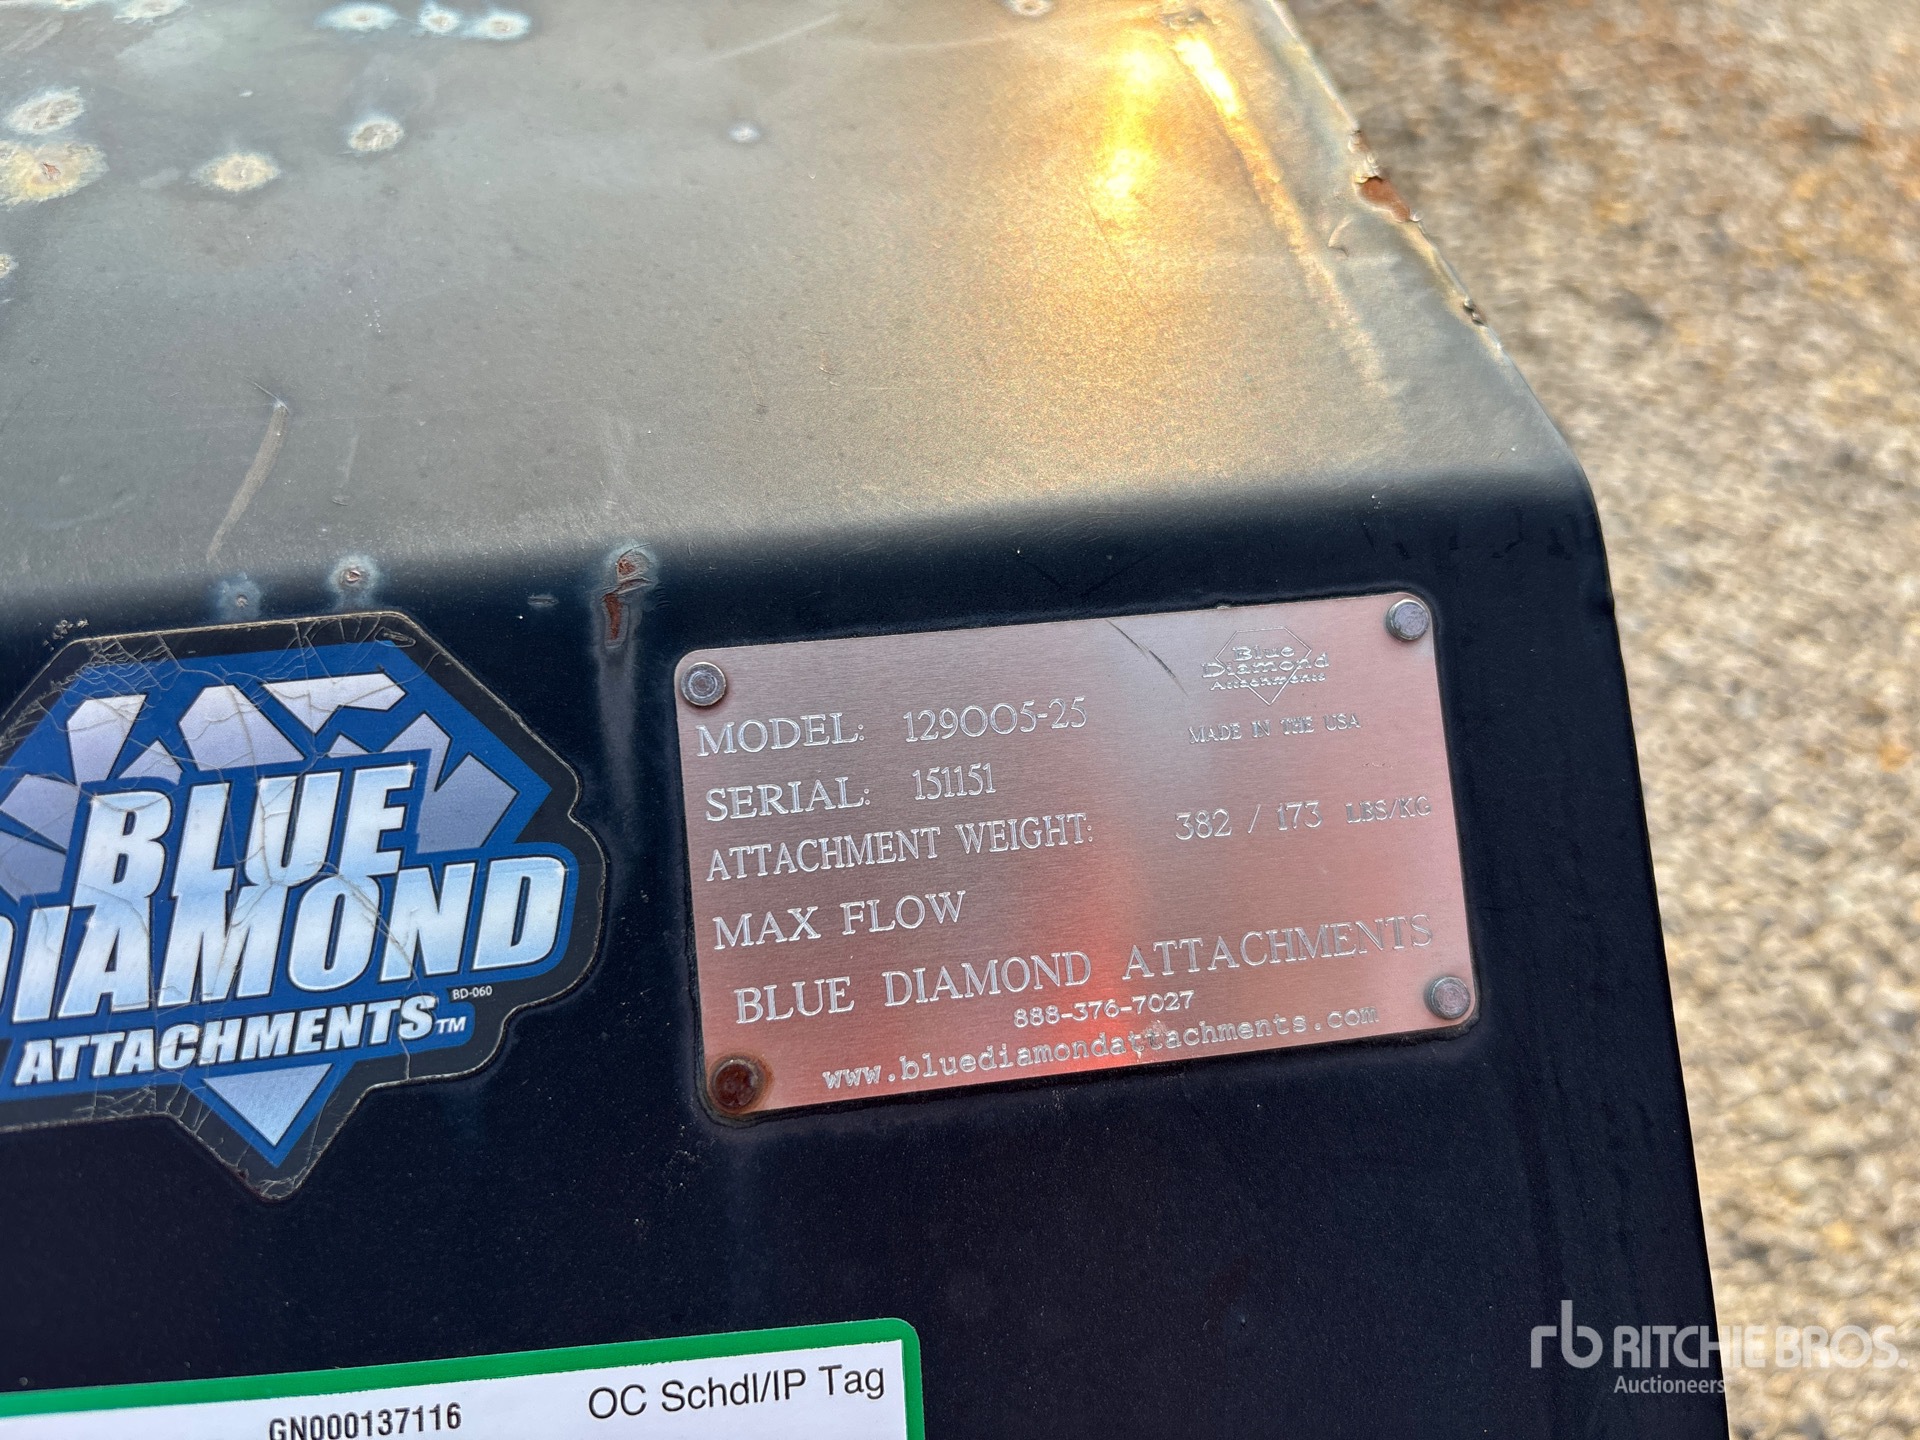 BLUE
DIAMOND
ATTACHMENTS™
BD-060
Blue
Diamond
Attachments
MADE IN THE USA
MODEL: 129005-25
SERIAL: 151151
ATTACHMENT WEIGHT: 382 / 173 LBS/KG
MAX FLOW
BLUE DIAMOND ATTACHMENTS
888-376-7027
www.bluediamondattachments.com
OC Schdl/IP Tag
GN000137116
rb RITCHIE BROS.
Auctioneers